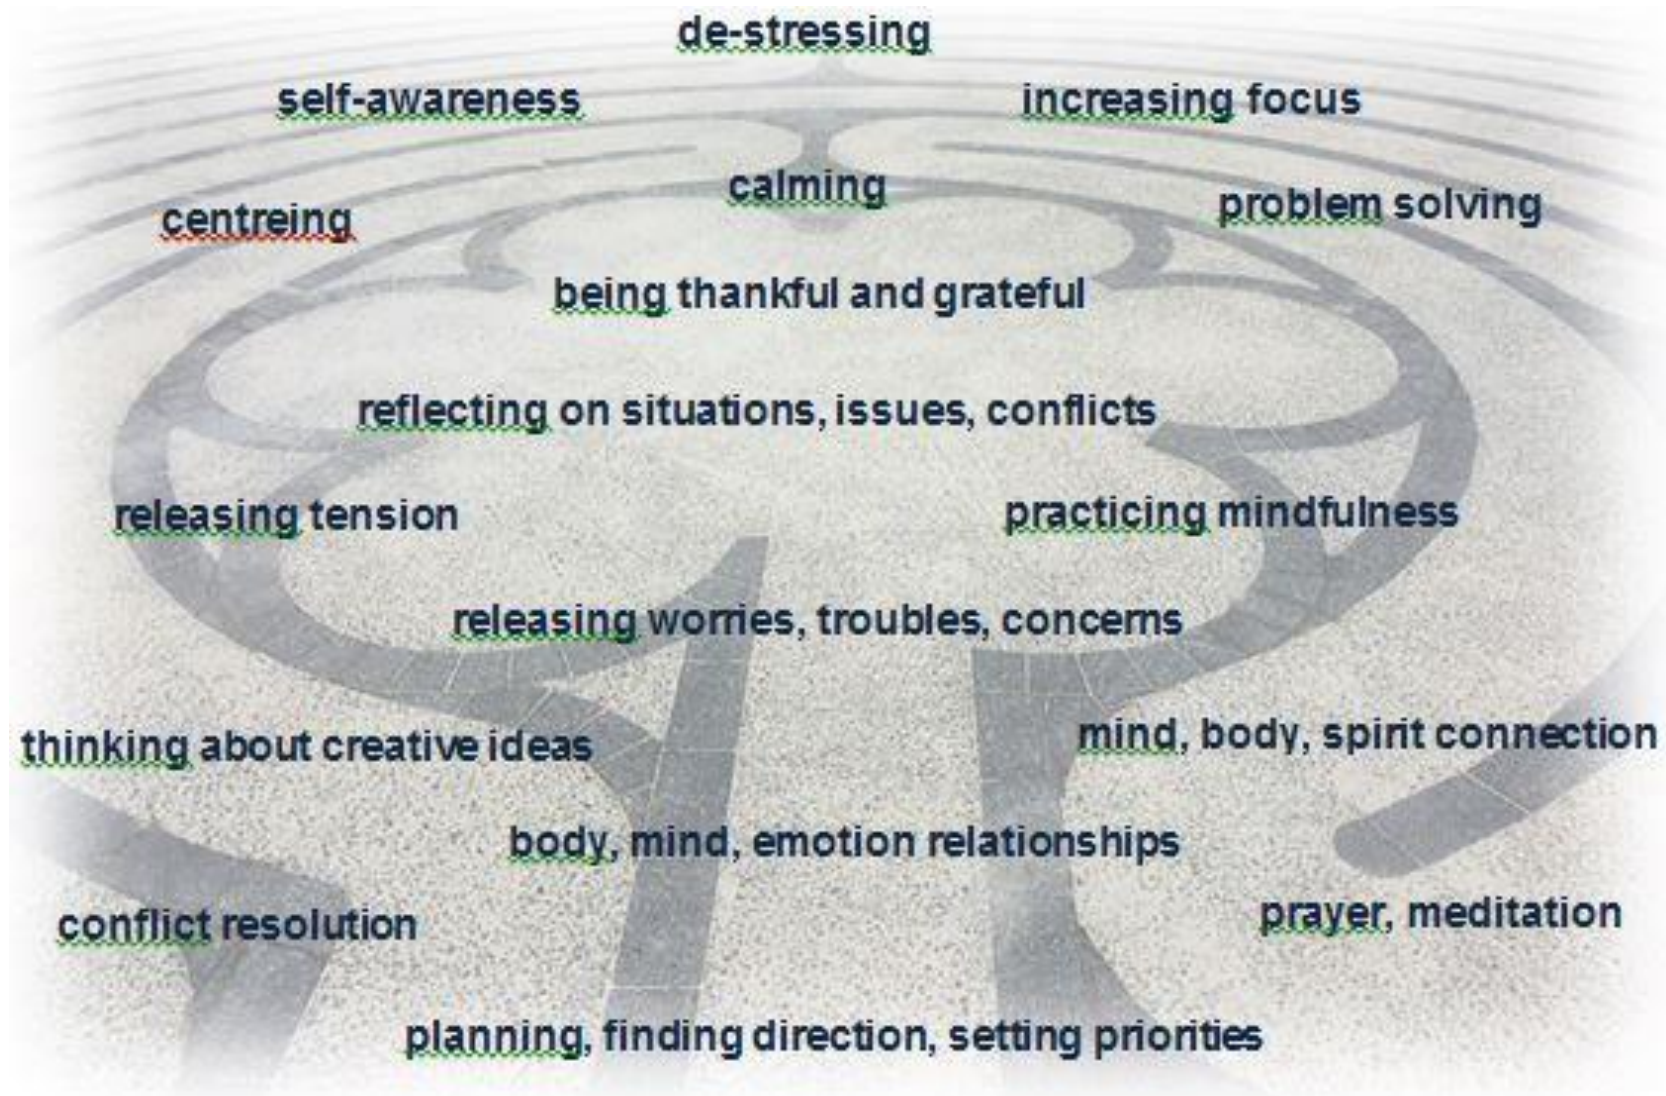 de-stressing
self-awareness
increasing focus
calming
centreing
problem solving
being thankful and grateful
reflecting on situations, issues, conflicts
releasing tension
practicing mindfulness
releasing worries, troubles, concerns
thinking about creative ideas
mind, body, spirit connection
body, mind, emotion relationships
conflict resolution
prayer, meditation
planning, finding direction, setting priorities